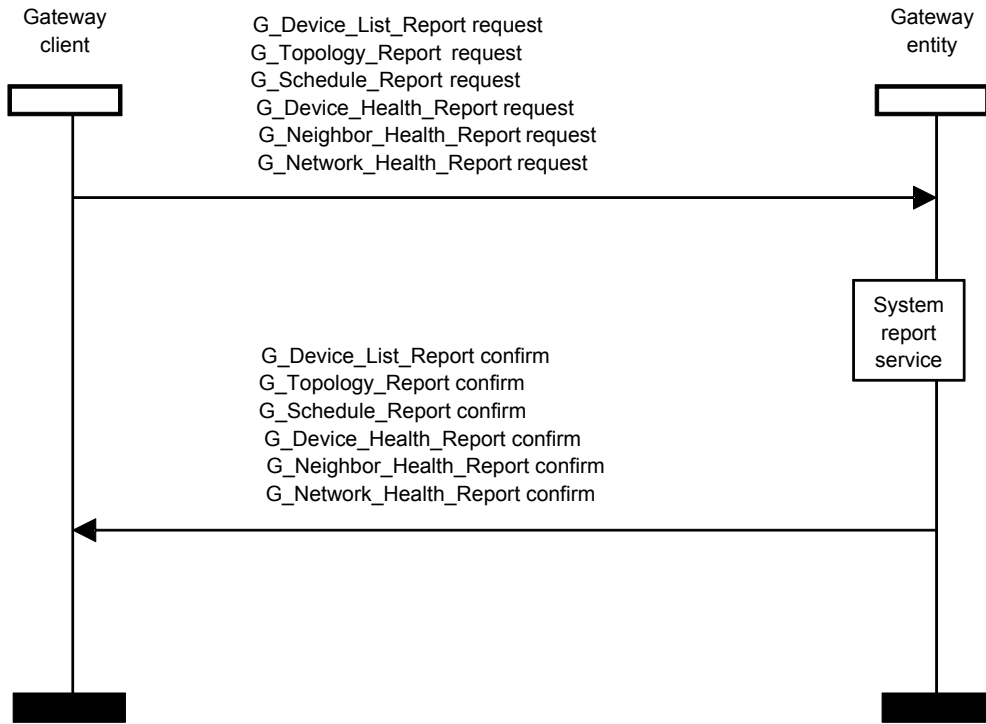 Gateway
client
G_Device_List_Report request
G_Topology_Report request
G_Schedule_Report request
G_Device_Health_Report request
G_Neighbor_Health_Report request
G_Network_Health_Report request
Gateway
entity
System
report
service
G_Device_List_Report confirm
G_Topology_Report confirm
G_Schedule_Report confirm
G_Device_Health_Report confirm
G_Neighbor_Health_Report confirm
G_Network_Health_Report confirm